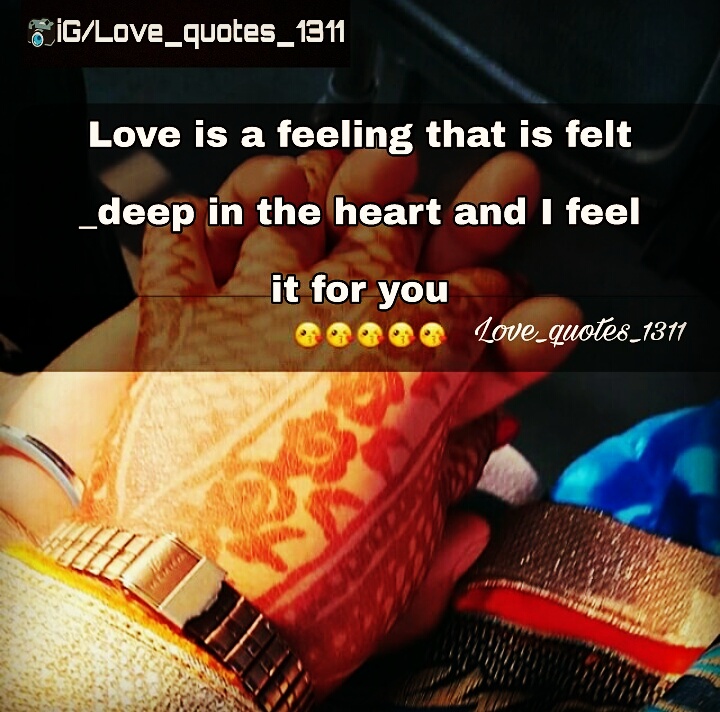 iG/Love_quotes_1311
Love is a feeling that is felt
_deep in the heart and I feel
it for you
😘😘😘😘😘 Love_quotes_1311